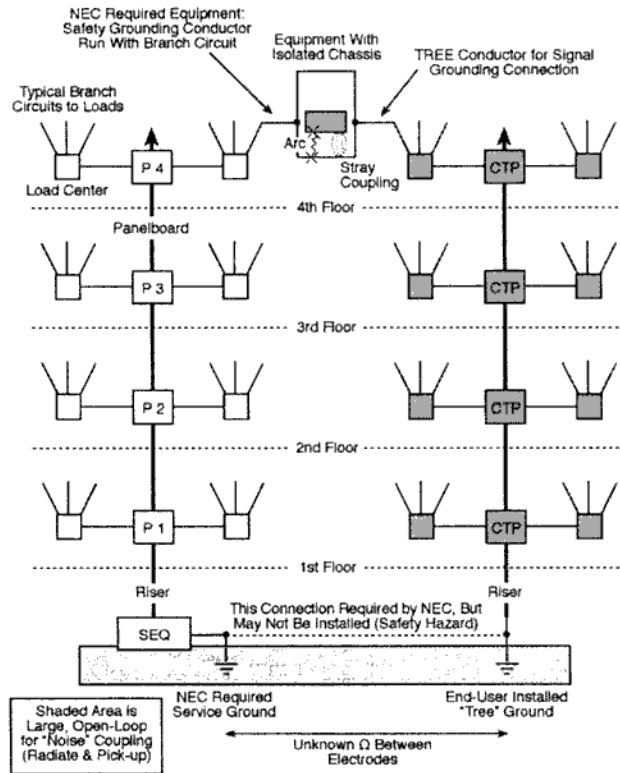 NEC Required Equipment:
Safety Grounding Conductor
Run With Branch Circuit
Equipment With
Isolated Chassis
TREE Conductor for Signal
Grounding Connection
Typical Branch
Circuits to Loads
Arc
Stray
Coupling
P 4
CTP
Load Center
4th Floor
Panelboard
P 3
CTP
3rd Floor
P 2
CTP
2nd Floor
P 1
CTP
1st Floor
Riser
Riser
This Connection Required by NEC, But
May Not Be Installed (Safety Hazard)
SEQ
NEC Required
Service Ground
End-User Installed
"Tree" Ground
Shaded Area is
Large, Open-Loop
for "Noise" Coupling
(Radiate & Pick-up)
Unknown Ω Between
Electrodes